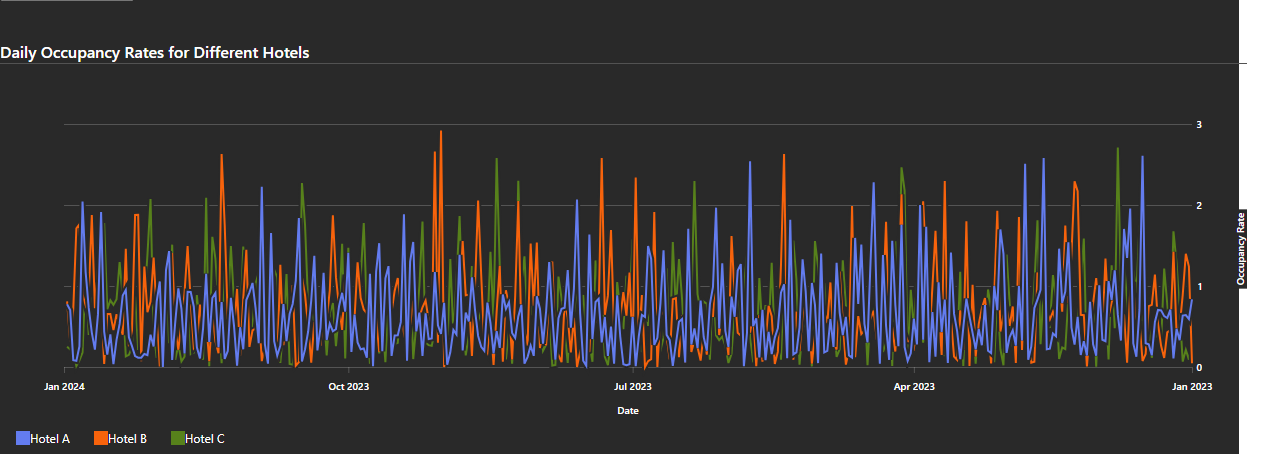 Daily Occupancy Rates for Different Hotels
3
2
1
0
Occupancy Rate
Jan 2024 Oct 2023 Jul 2023 Apr 2023 Jan 2023
Date
Hotel A Hotel B Hotel C